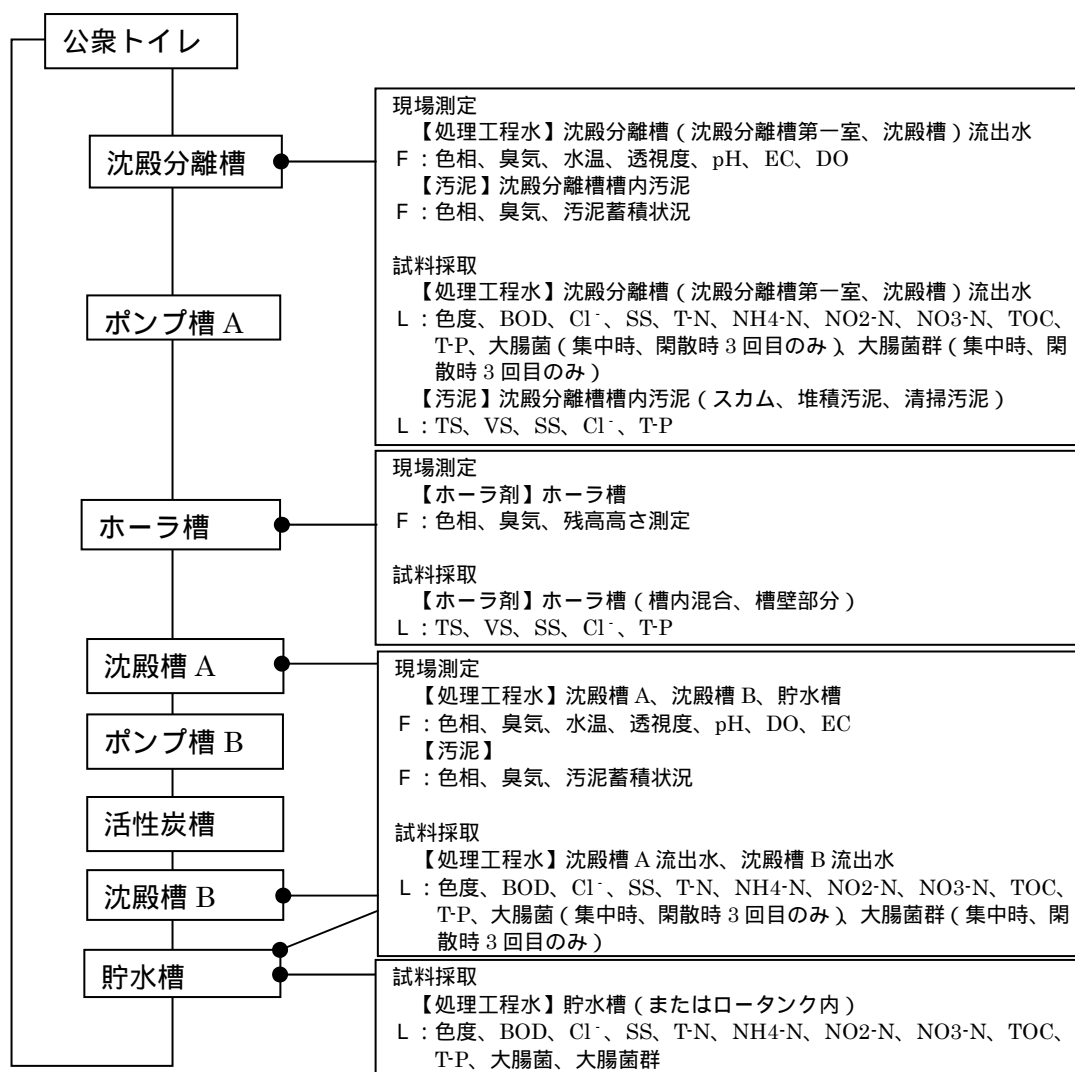 公衆トイレ
沈殿分離槽
ポンプ槽 A
ホーラ槽
沈殿槽 A
ポンプ槽 B
活性炭槽
沈殿槽 B
貯水槽
現場測定
【処理工程水】沈殿分離槽(沈殿分離槽第一室、沈殿槽)流出水
F:色相、臭気、水温、透視度、pH、EC、DO
【汚泥】沈殿分離槽槽内汚泥
F:色相、臭気、汚泥蓄積状況
試料採取
【処理工程水】沈殿分離槽(沈殿分離槽第一室、沈殿槽)流出水
L:色度、BOD、Cl⁻、SS、T-N、NH4-N、NO2-N、NO3-N、TOC、
T-P、大腸菌(集中時、閑散時 3 回目のみ)、大腸菌群(集中時、閑
散時 3 回目のみ)
【汚泥】沈殿分離槽槽内汚泥(スカム、堆積汚泥、清掃汚泥)
L:TS、VS、SS、Cl⁻、T-P
現場測定
【ホーラ剤】ホーラ槽
F:色相、臭気、残高高さ測定
試料採取
【ホーラ剤】ホーラ槽(槽内混合、槽壁部分)
L:TS、VS、SS、Cl⁻、T-P
現場測定
【処理工程水】沈殿槽 A、沈殿槽 B、貯水槽
F:色相、臭気、水温、透視度、pH、DO、EC
【汚泥】
F:色相、臭気、汚泥蓄積状況
試料採取
【処理工程水】沈殿槽 A 流出水、沈殿槽 B 流出水
L:色度、BOD、Cl⁻、SS、T-N、NH4-N、NO2-N、NO3-N、TOC、
T-P、大腸菌(集中時、閑散時 3 回目のみ)、大腸菌群(集中時、閑
散時 3 回目のみ)
試料採取
【処理工程水】貯水槽(またはロータンク内)
L:色度、BOD、Cl⁻、SS、T-N、NH4-N、NO2-N、NO3-N、TOC、
T-P、大腸菌、大腸菌群